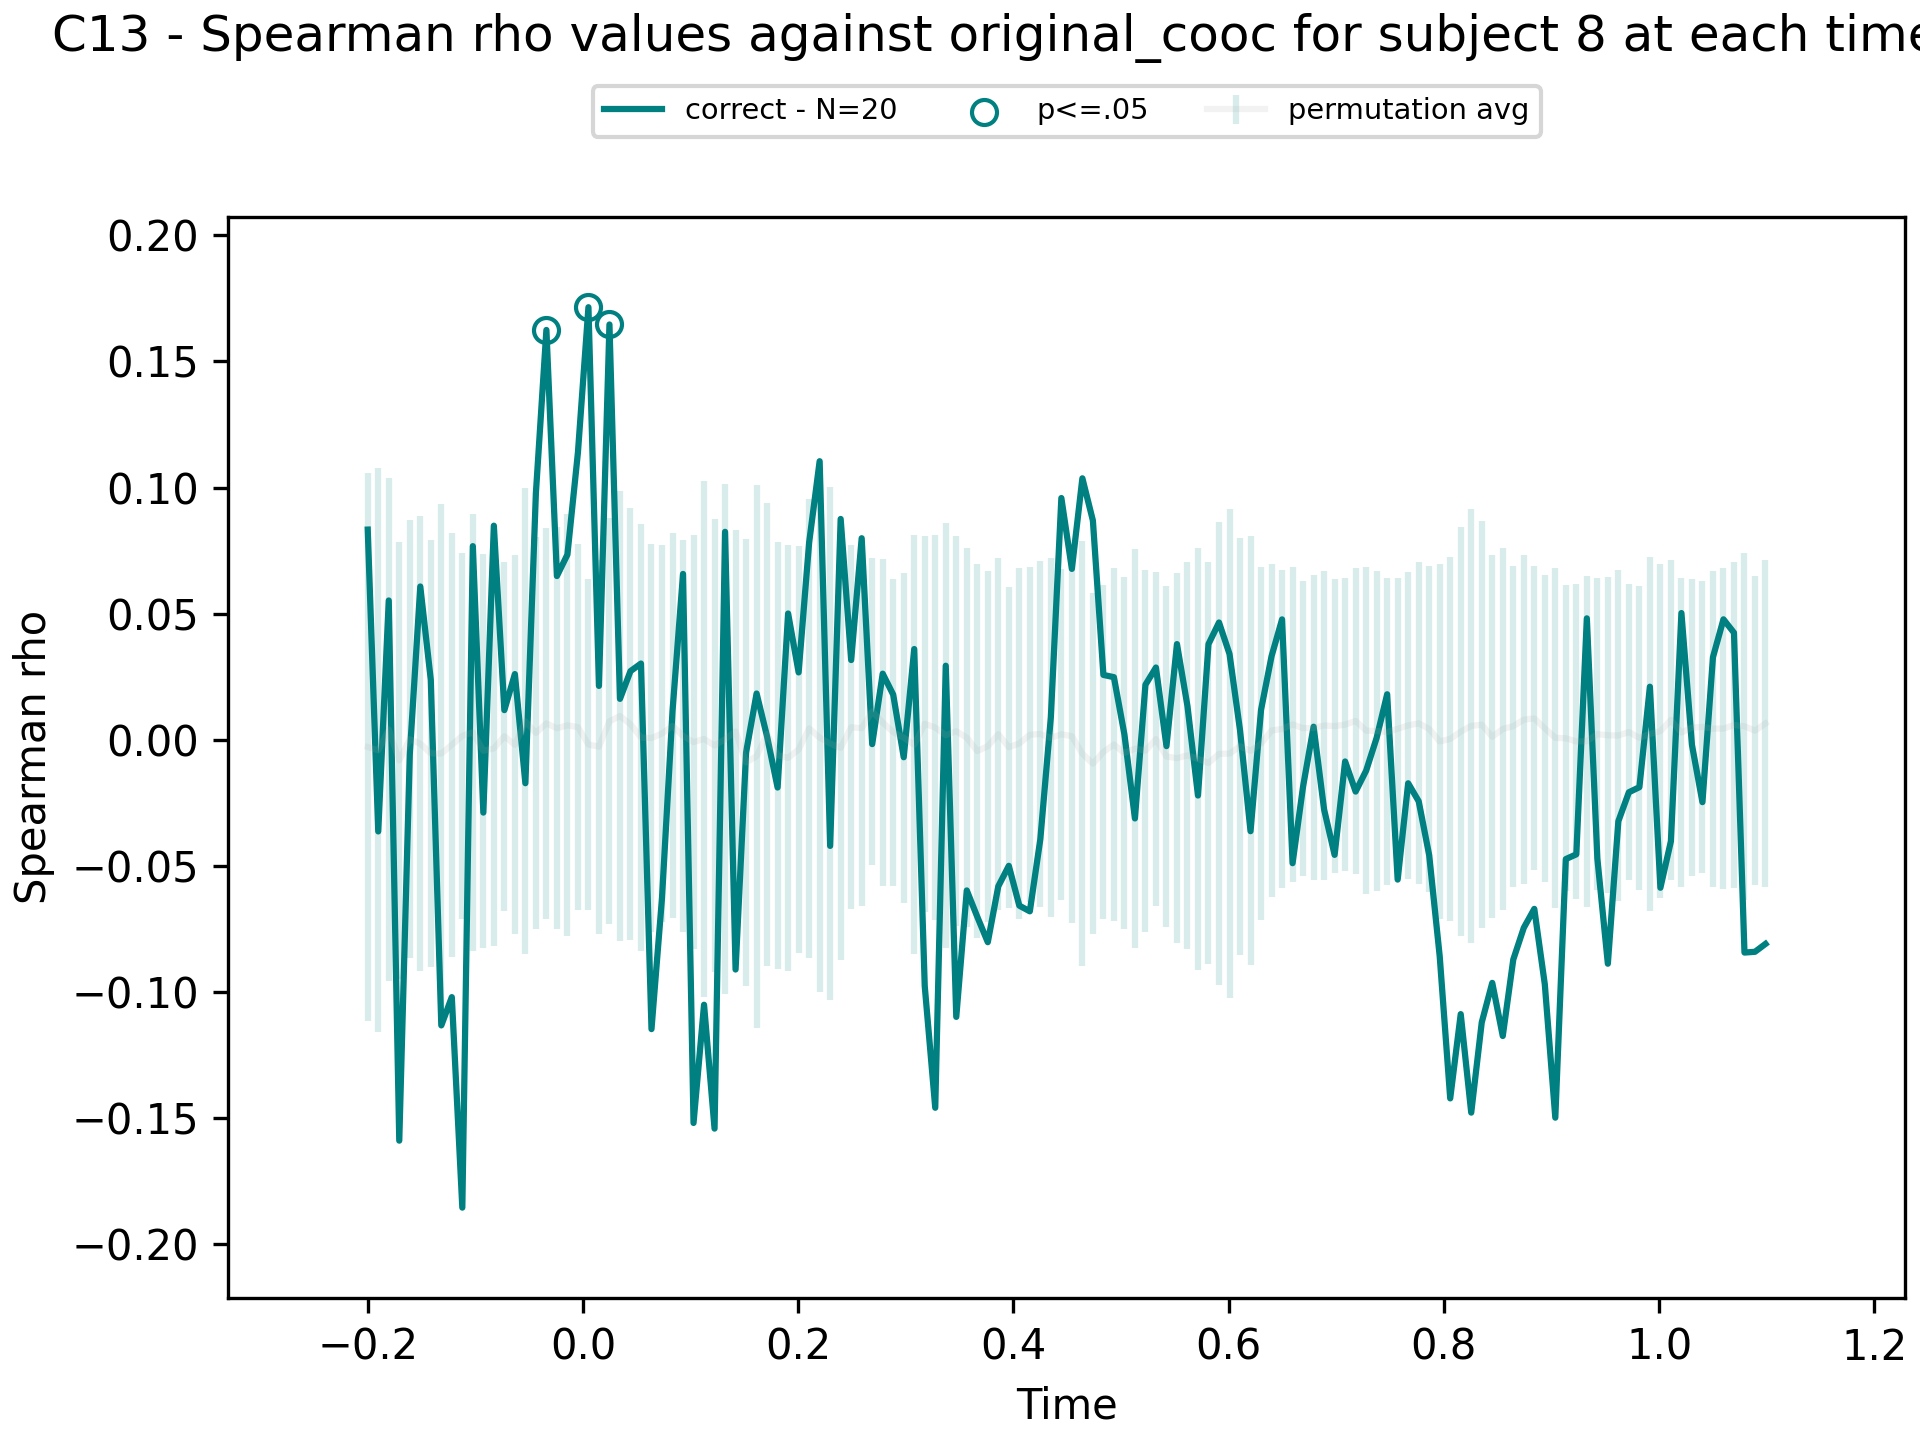 C13 - Spearman rho values against original_cooc for subject 8 at each time
correct - N=20 p<=.05 permutation avg
0.20
0.15
0.10
0.05
0.00
−0.05
−0.10
−0.15
−0.20
Spearman rho
−0.2 0.0 0.2 0.4 0.6 0.8 1.0 1.2
Time